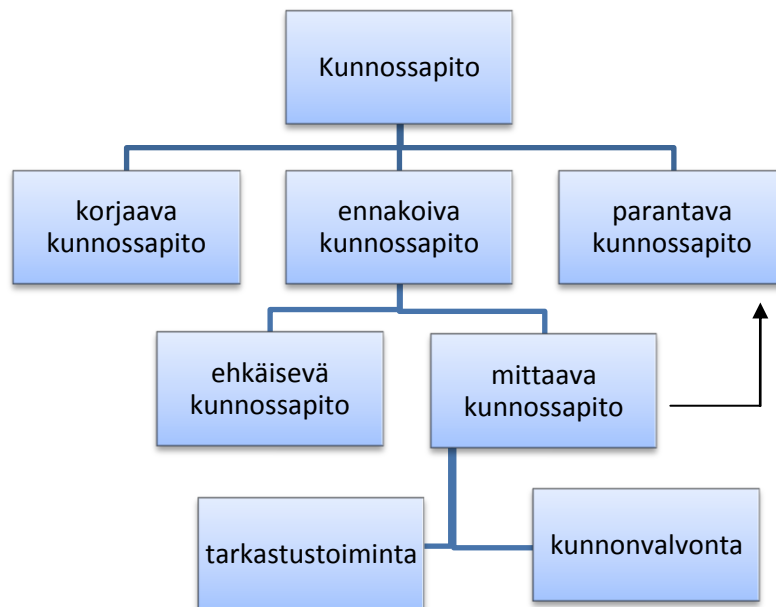 Kunnossapito
korjaava
kunnossapito
ennakoiva
kunnossapito
parantava
kunnossapito
ehkäisevä
kunnossapito
mittaava
kunnossapito
tarkastustoiminta
kunnonvalvonta